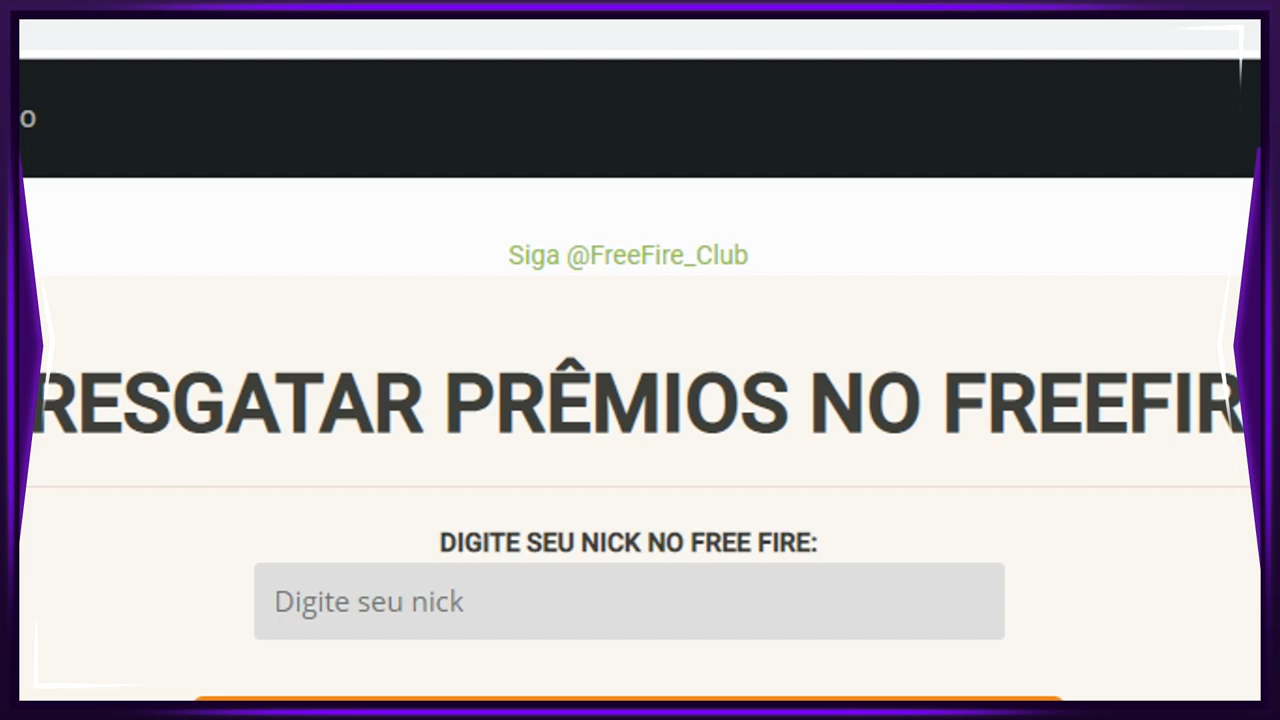 o
Siga @FreeFire_Club
RESGATAR PRÊMIOS NO FREEFIR
DIGITE SEU NICK NO FREE FIRE:
Digite seu nick